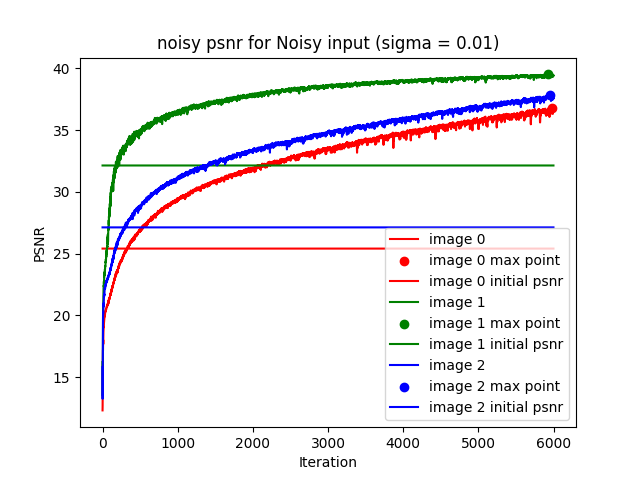 noisy psnr for Noisy input (sigma = 0.01)
40
35
30
25
20
15
PSNR
0 1000 2000 3000 4000 5000 6000
Iteration
image 0
image 0 max point
image 0 initial psnr
image 1
image 1 max point
image 1 initial psnr
image 2
image 2 max point
image 2 initial psnr